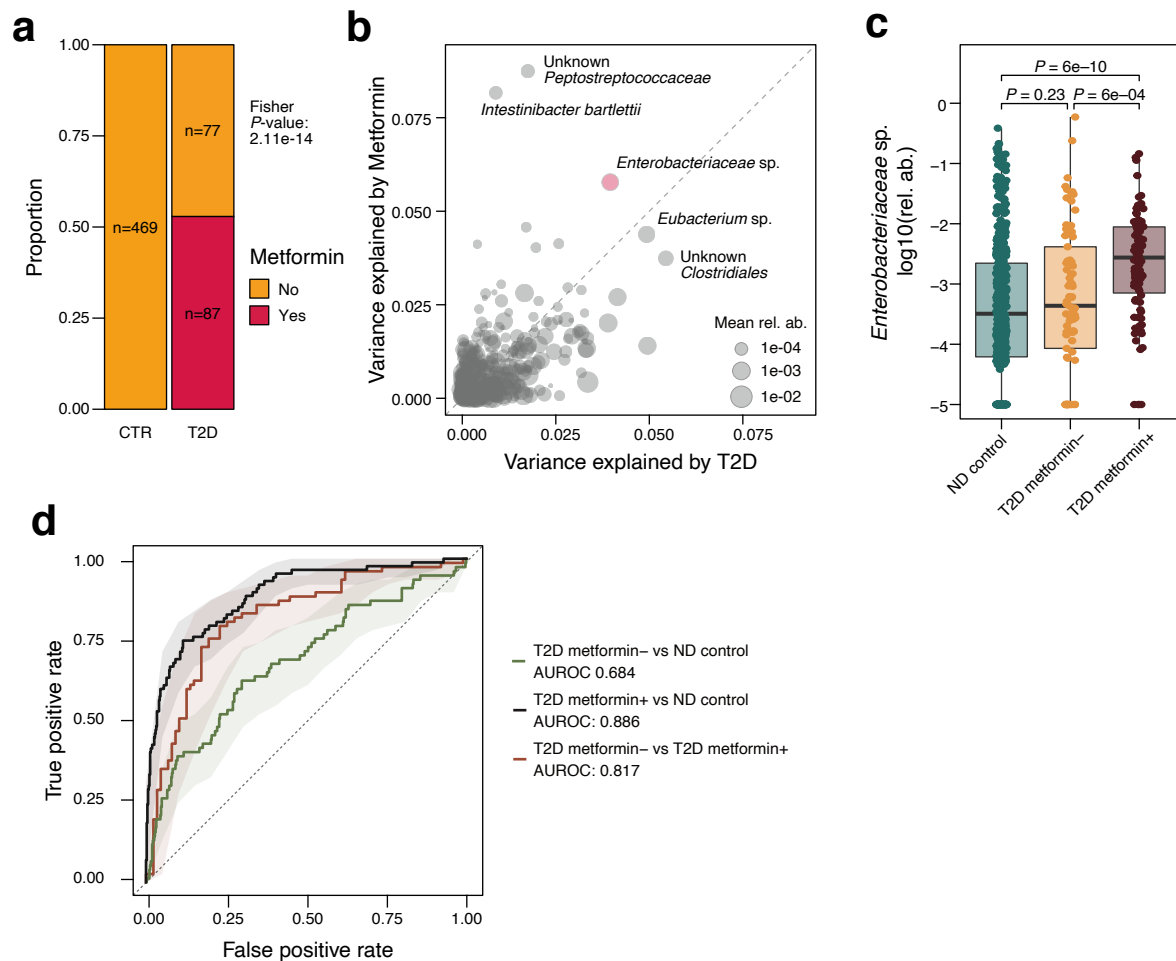 a
1.00
0.75
0.50
0.25
0.00
Proportion
n=469
n=77
n=87
CTR
T2D
Fisher
P-value:
2.11e-14
Metformin
No
Yes
b
Variance explained by Metformin
0.075
0.050
0.025
0.000
0.000
0.025
0.050
0.075
Variance explained by T2D
Unknown
Peptostreptococcaceae
Intestinibacter bartlettii
Enterobacteriaceae sp.
Eubacterium sp.
Unknown
Clostridiales
Mean rel. ab.
1e-04
1e-03
1e-02
c
Enterobacteriaceae sp.
log10(rel. ab.)
0
−1
−2
−3
−4
−5
P = 6e–10
P = 0.23
P = 6e–04
ND control
T2D metformin−
T2D metformin+
d
True positive rate
1.00
0.75
0.50
0.25
0.00
0.00
0.25
0.50
0.75
1.00
False positive rate
T2D metformin− vs ND control
AUROC 0.684
T2D metformin+ vs ND control
AUROC: 0.886
T2D metformin− vs T2D metformin+
AUROC: 0.817